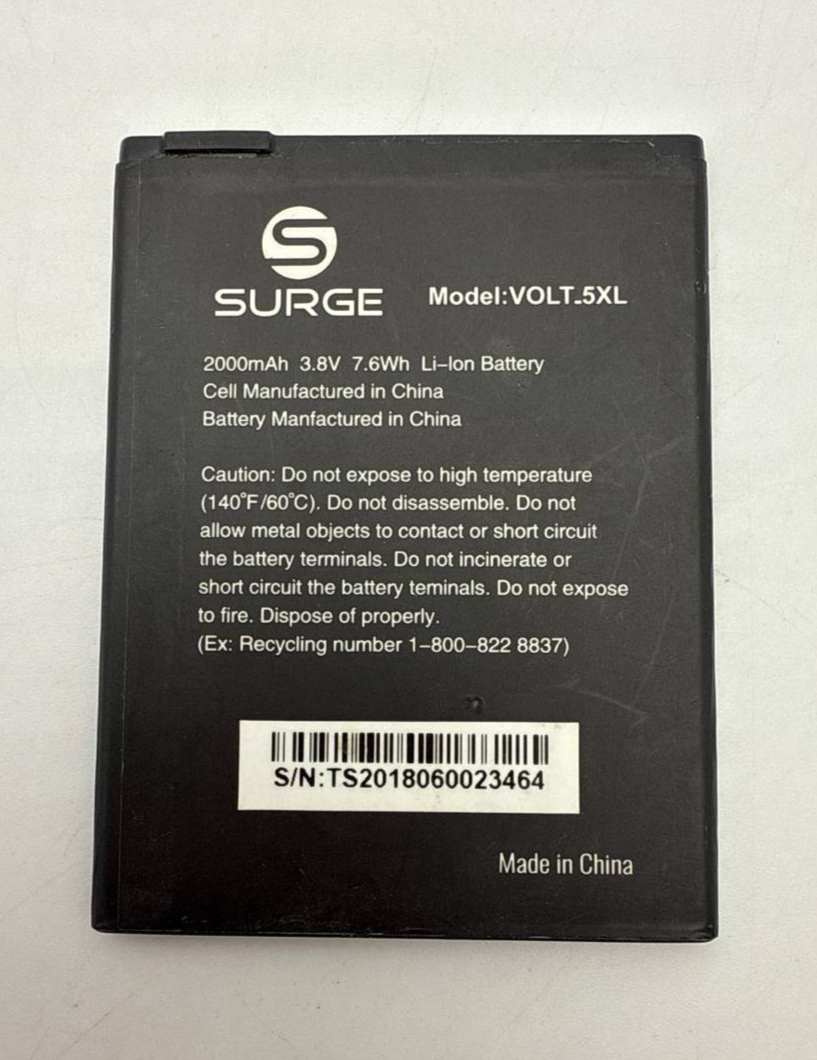 S
SURGE
Model:VOLT-5XL
2000mAh 3.8V 7.6Wh Li-Ion Battery
Cell Manufactured in China
Battery Manfactured in China
Caution: Do not expose to high temperature
(140°F/60°C). Do not disassemble. Do not
allow metal objects to contact or short circuit
the battery terminals. Do not incinerate or
short circuit the battery teminals. Do not expose
to fire. Dispose of properly.
(Ex: Recycling number 1-800-822 8837)
S/N:TS2018060023464
Made in China